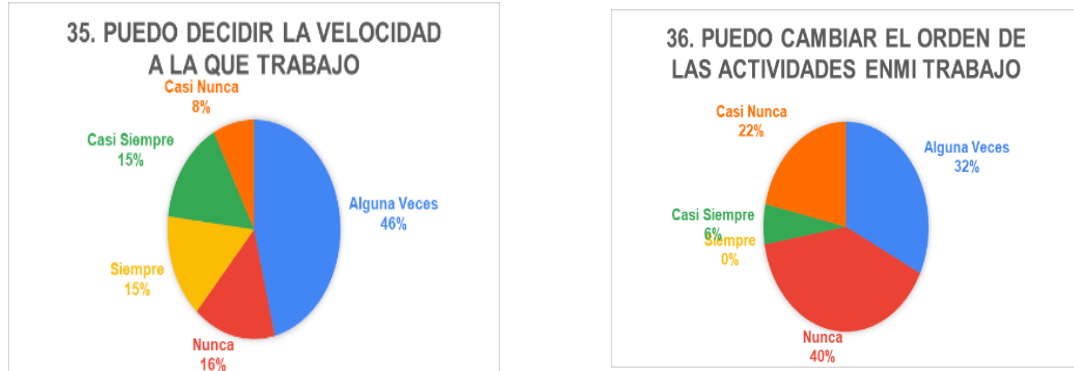 35. PUEDO DECIDIR LA VELOCIDAD
A LA QUE TRABAJO
Casi Nunca
8%
Casi Siempre
15%
Alguna Veces
46%
Siempre
15%
Nunca
16%
36. PUEDO CAMBIAR EL ORDEN DE
LAS ACTIVIDADES ENMI TRABAJO
Casi Nunca
22%
Alguna Veces
32%
Casi Siempre
6%
Siempre
0%
Nunca
40%